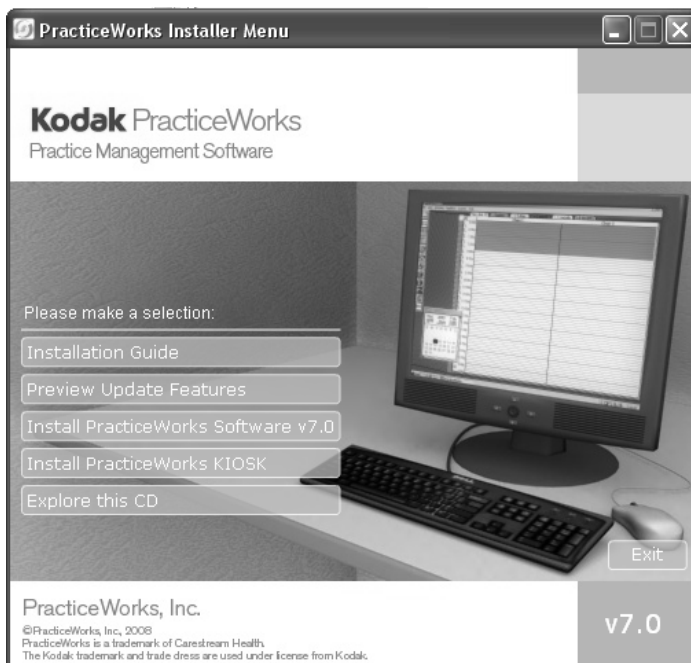 PracticeWorks Installer Menu
Kodak PracticeWorks
Practice Management Software
Please make a selection:
Installation Guide
Preview Update Features
Install PracticeWorks Software v7.0
Install PracticeWorks KIOSK
Explore this CD
Exit
PracticeWorks, Inc.
©PracticeWorks, Inc., 2008
PracticeWorks is a trademark of Carestream Health.
The Kodak trademark and trade dress are used under license from Kodak.
v7.0